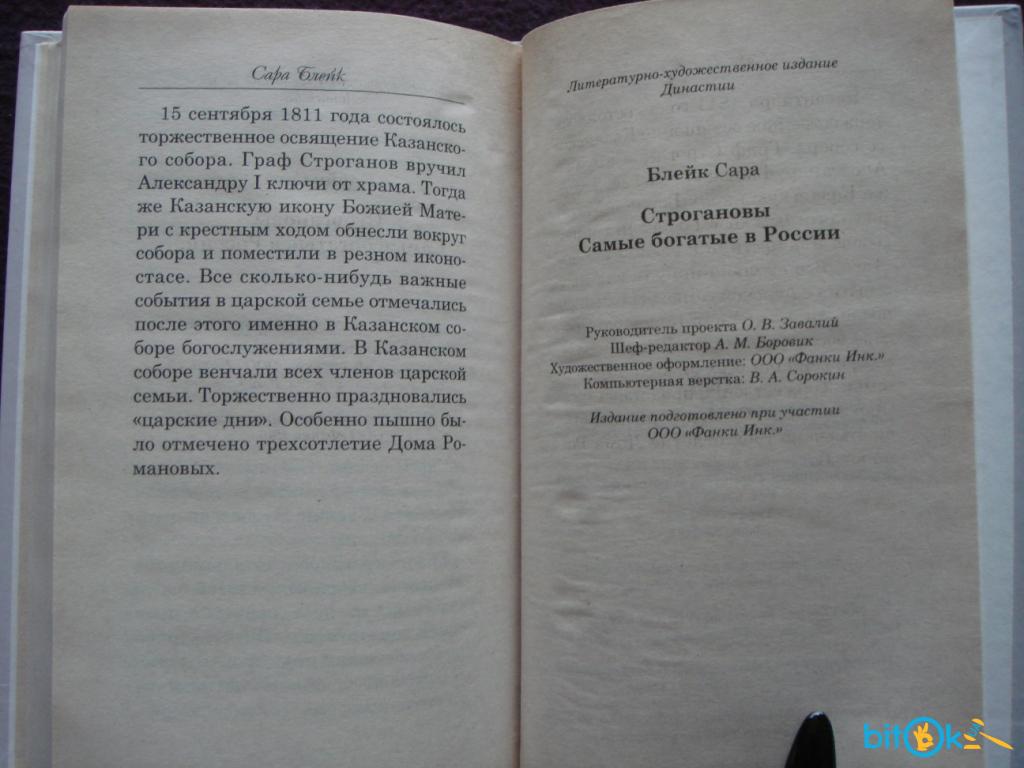 Сара Блейк
15 сентября 1811 года состоялось
торжественное освящение Казанско-
го собора. Граф Строганов вручил
Александру I ключи от храма. Тогда
же Казанскую икону Божией Мате-
ри с крестным ходом обнесли вокруг
собора и поместили в резном иконо-
стасе. Все сколько-нибудь важные
события в царской семье отмечались
после этого именно в Казанском со-
боре богослужениями. В Казанском
соборе венчали всех членов царской
семьи. Торжественно праздновались
«царские дни». Особенно пышно бы-
ло отмечено трехсотлетие Дома Ро-
мановых.
Литературно-художественное издание
Династии
Блейк Сара
Строгановы
Самые богатые в России
Руководитель проекта О. В. Завалий
Шеф-редактор А. М. Боровик
Художественное оформление: ООО «Фанки Инк.»
Компьютерная верстка: В. А. Сорокин
Издание подготовлено при участии
ООО «Фанки Инк.»
bitOk